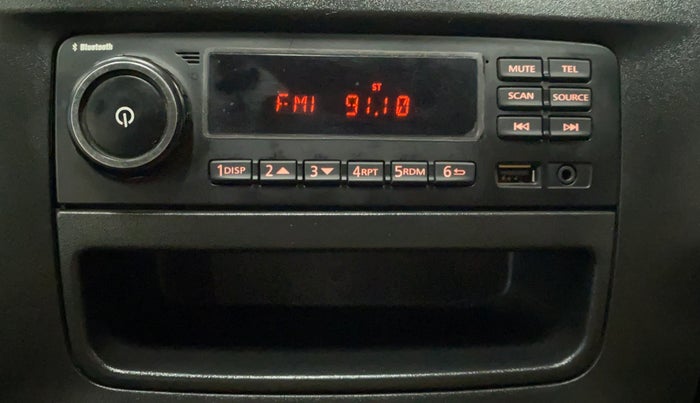 Bluetooth
ST
FM1 91.10
MUTE TEL
SCAN SOURCE
1DISP 2 3 4RPT 5RDM 6